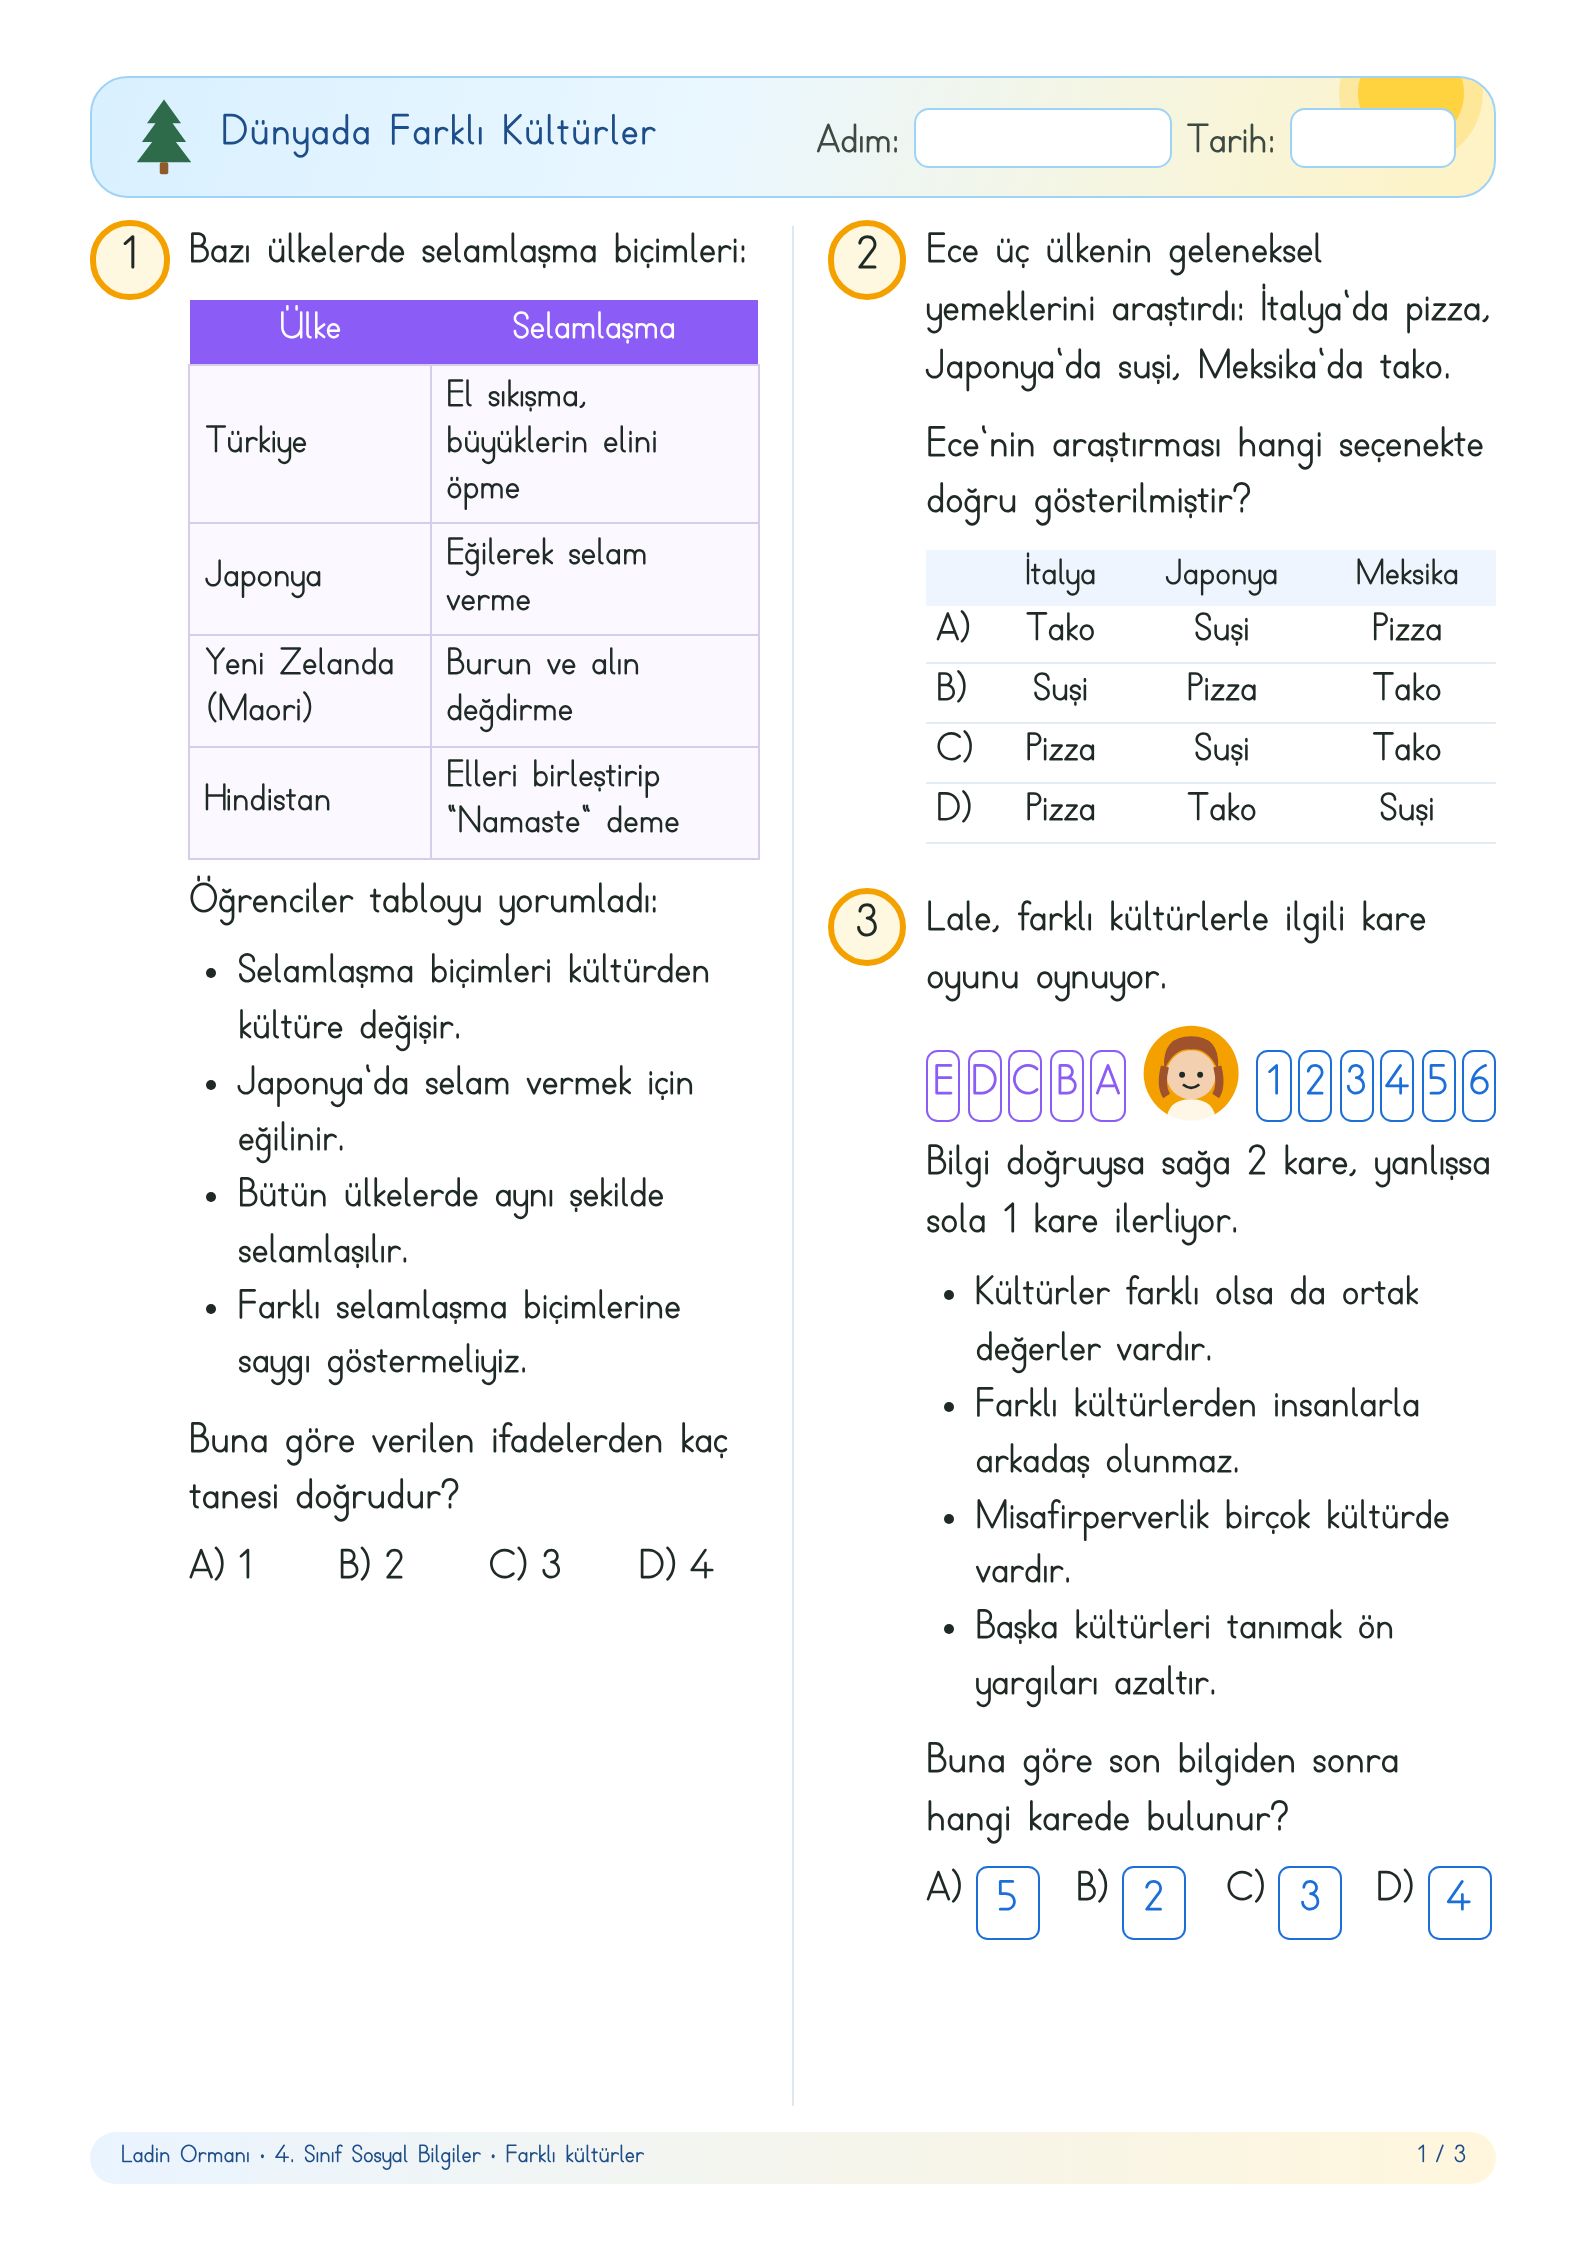 Dünyada Farklı Kültürler
Adım:
Tarih:
1
Bazı ülkelerde selamlaşma biçimleri:
Ülke Selamlaşma
Türkiye
El sıkışma,
büyüklerin elini
öpme
Japonya
Eğilerek selam
verme
Yeni Zelanda
(Maori)
Burun ve alın
değdirme
Hindistan
Elleri birleştirip
“Namaste“ deme
Öğrenciler tabloyu yorumladı:
• Selamlaşma biçimleri kültürden
kültüre değişir.
• Japonya‘da selam vermek için
eğilinir.
• Bütün ülkelerde aynı şekilde
selamlaşılır.
• Farklı selamlaşma biçimlerine
saygı göstermeliyiz.
Buna göre verilen ifadelerden kaç
tanesi doğrudur?
A) 1 B) 2 C) 3 D) 4
2
Ece üç ülkenin geleneksel
yemeklerini araştırdı: İtalya‘da pizza,
Japonya‘da suşi, Meksika‘da tako.
Ece‘nin araştırması hangi seçenekte
doğru gösterilmiştir?
İtalya Japonya Meksika
A) Tako Suşi Pizza
B) Suşi Pizza Tako
C) Pizza Suşi Tako
D) Pizza Tako Suşi
3
Lale, farklı kültürlerle ilgili kare
oyunu oynuyor.
E D C B A 1 2 3 4 5 6
Bilgi doğruysa sağa 2 kare, yanlışsa
sola 1 kare ilerliyor.
• Kültürler farklı olsa da ortak
değerler vardır.
• Farklı kültürlerden insanlarla
arkadaş olunmaz.
• Misafirperverlik birçok kültürde
vardır.
• Başka kültürleri tanımak ön
yargıları azaltır.
Buna göre son bilgiden sonra
hangi karede bulunur?
A) 5 B) 2 C) 3 D) 4
Ladin Ormanı • 4. Sınıf Sosyal Bilgiler • Farklı kültürler
1 / 3